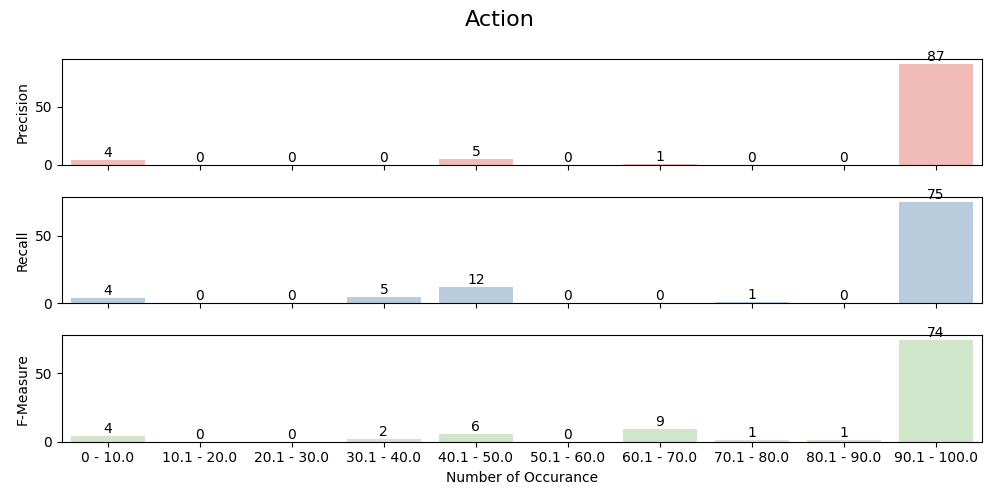 Action
Precision
50
0
4 0 0 0 5 0 1 0 0 87
Recall
50
0
4 0 0 5 12 0 0 1 0 75
F-Measure
50
0
4 0 0 2 6 0 9 1 1 74
0 - 10.0 10.1 - 20.0 20.1 - 30.0 30.1 - 40.0 40.1 - 50.0 50.1 - 60.0 60.1 - 70.0 70.1 - 80.0 80.1 - 90.0 90.1 - 100.0
Number of Occurance